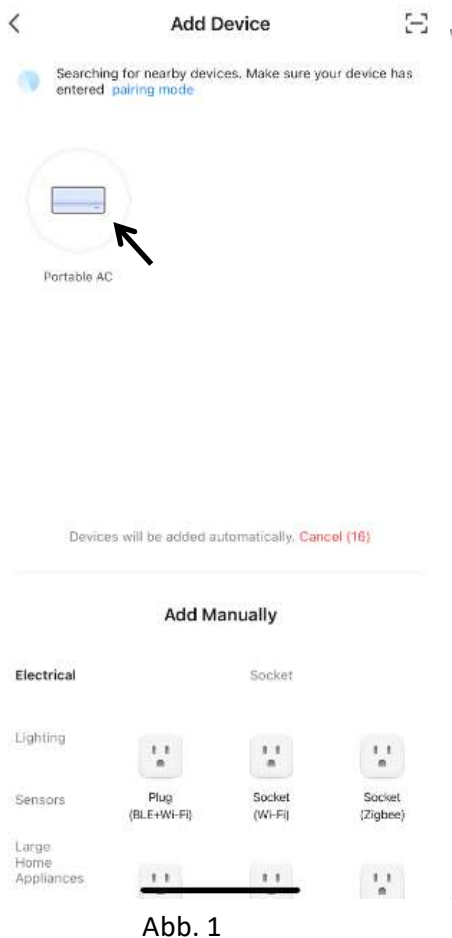 Add Device
Searching for nearby devices. Make sure your device has
entered pairing mode
Portable AC
Devices will be added automatically. Cancel (16)
Add Manually
Electrical
Socket
Lighting
Plug
(BLE+Wi-Fi)
Socket
(Wi-Fi)
Socket
(Zigbee)
Sensors
Large
Home
Appliances
Abb. 1